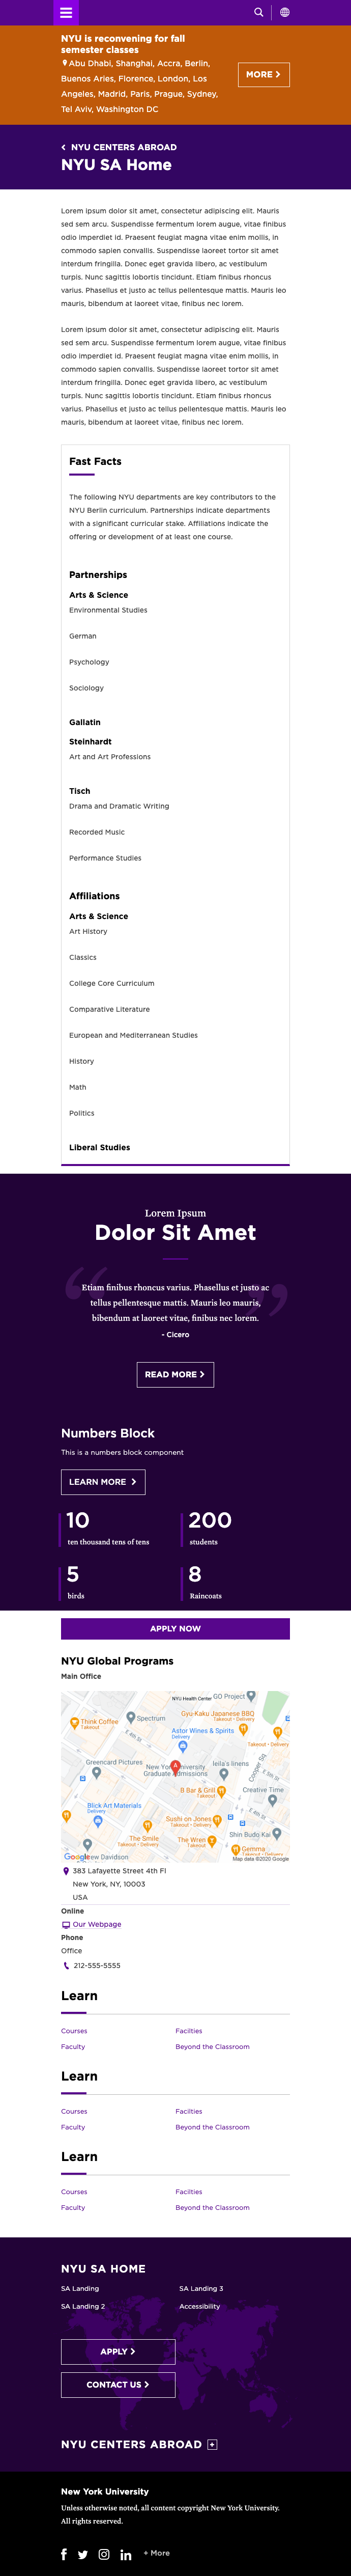 NYU is reconvening for fall
semester classes
Abu Dhabi, Shanghai, Accra, Berlin,
Buenos Aries, Florence, London, Los
Angeles, Madrid, Paris, Prague, Sydney,
Tel Aviv, Washington DC
MORE
NYU CENTERS ABROAD
NYU SA Home
Lorem ipsum dolor sit amet, consectetur adipiscing elit. Mauris
sed sem arcu. Suspendisse fermentum lorem augue, vitae finibus
odio imperdiet id. Praesent feugiat magna vitae enim mollis, in
commodo sapien convallis. Suspendisse laoreet tortor sit amet
interdum fringilla. Donec eget gravida libero, ac vestibulum
turpis. Nunc sagittis lobortis tincidunt. Etiam finibus rhoncus
varius. Phasellus et justo ac tellus pellentesque mattis. Mauris leo
mauris, bibendum at laoreet vitae, finibus nec lorem.
Lorem ipsum dolor sit amet, consectetur adipiscing elit. Mauris
sed sem arcu. Suspendisse fermentum lorem augue, vitae finibus
odio imperdiet id. Praesent feugiat magna vitae enim mollis, in
commodo sapien convallis. Suspendisse laoreet tortor sit amet
interdum fringilla. Donec eget gravida libero, ac vestibulum
turpis. Nunc sagittis lobortis tincidunt. Etiam finibus rhoncus
varius. Phasellus et justo ac tellus pellentesque mattis. Mauris leo
mauris, bibendum at laoreet vitae, finibus nec lorem.
Fast Facts
The following NYU departments are key contributors to the
NYU Berlin curriculum. Partnerships indicate departments
with a significant curricular stake. Affiliations indicate the
offering or development of at least one course.
Partnerships
Arts & Science
Environmental Studies
German
Psychology
Sociology
Gallatin
Steinhardt
Art and Art Professions
Tisch
Drama and Dramatic Writing
Recorded Music
Performance Studies
Affiliations
Arts & Science
Art History
Classics
College Core Curriculum
Comparative Literature
European and Mediterranean Studies
History
Math
Politics
Liberal Studies
Lorem Ipsum
Dolor Sit Amet
Etiam finibus rhoncus varius. Phasellus et justo ac
tellus pellentesque mattis. Mauris leo mauris,
bibendum at laoreet vitae, finibus nec lorem.
- Cicero
READ MORE
Numbers Block
This is a numbers block component
LEARN MORE
10
ten thousand tens of tens
200
students
5
birds
8
Raincoats
APPLY NOW
NYU Global Programs
Main Office
NYU Health Center
GO Project
Think Coffee
Takeout
Spectrum
Gyu-Kaku Japanese BBQ
Takeout • Delivery
Astor Wines & Spirits
Delivery
Takeout • Delivery
Greencard Pictures
New York University
Graduate Admissions
leila's linens
Cooper Sq
E 4th St
B Bar & Grill
Takeout
Creative Time
Blick Art Materials
Delivery
Sushi on Jones
Takeout • Delivery
The Smile
Takeout • Delivery
The Wren
Takeout
Shin Budo Kai
Gemma
Takeout • Delivery
Google
ew Davidson
Map data ©2020 Google
383 Lafayette Street 4th Fl
New York, NY, 10003
USA
Online
Our Webpage
Phone
Office
212-555-5555
Learn
Courses
Facilties
Faculty
Beyond the Classroom
Learn
Courses
Facilties
Faculty
Beyond the Classroom
Learn
Courses
Facilties
Faculty
Beyond the Classroom
NYU SA HOME
SA Landing
SA Landing 3
SA Landing 2
Accessibility
APPLY
CONTACT US
NYU CENTERS ABROAD
New York University
Unless otherwise noted, all content copyright New York University.
All rights reserved.
+ More